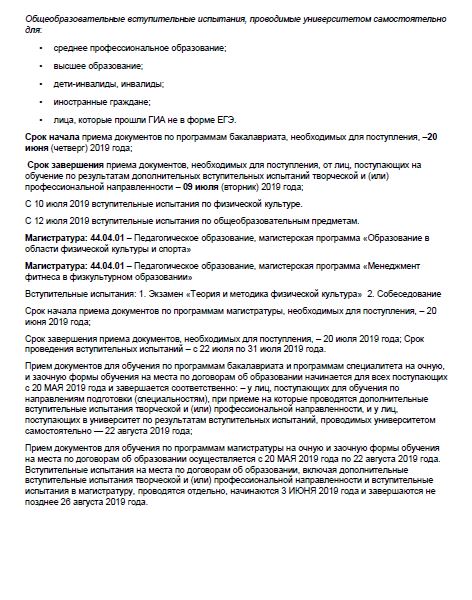 Общеобразовательные вступительные испытания, проводимые университетом самостоятельно
для:
• среднее профессиональное образование;
• высшее образование;
• дети-инвалиды, инвалиды;
• иностранные граждане;
• лица, которые прошли ГИА не в форме ЕГЭ.
Срок начала приема документов по программам бакалавриата, необходимых для поступления, –20
июня (четверг) 2019 года;
Срок завершения приема документов, необходимых для поступления, от лиц, поступающих на
обучение по результатам дополнительных вступительных испытаний творческой и (или)
профессиональной направленности – 09 июля (вторник) 2019 года;
С 10 июля 2019 вступительные испытания по физической культуре.
С 12 июля 2019 вступительные испытания по общеобразовательным предметам.
Магистратура: 44.04.01 – Педагогическое образование, магистерская программа «Образование в
области физической культуры и спорта»
Магистратура: 44.04.01 – Педагогическое образование, магистерская программа «Менеджмент
фитнеса в физкультурном образовании»
Вступительные испытания: 1. Экзамен «Теория и методика физической культура» 2. Собеседование
Срок начала приема документов по программам магистратуры, необходимых для поступления, – 20
июня 2019 года;
Срок завершения приема документов, необходимых для поступления, – 20 июля 2019 года; Срок
проведения вступительных испытаний – с 22 июля по 31 июля 2019 года.
Прием документов для обучения по программам бакалавриата и программам специалитета на очную,
и заочную формы обучения на места по договорам об образовании начинается для всех поступающих
с 20 МАЯ 2019 года и завершается соответственно: – у лиц, поступающих для обучения по
направлениям подготовки (специальностям), при приеме на которые проводятся дополнительные
вступительные испытания творческой и (или) профессиональной направленности, и у лиц,
поступающих в университет по результатам вступительных испытаний, проводимых университетом
самостоятельно — 22 августа 2019 года;
Прием документов для обучения по программам магистратуры на очную и заочную формы обучения
на места по договорам об образовании осуществляется с 20 МАЯ 2019 года по 22 августа 2019 года.
Вступительные испытания на места по договорам об образовании, включая дополнительные
вступительные испытания творческой и (или) профессиональной направленности и вступительные
испытания в магистратуру, проводятся отдельно, начинаются 3 ИЮНЯ 2019 года и завершаются не
позднее 26 августа 2019 года.